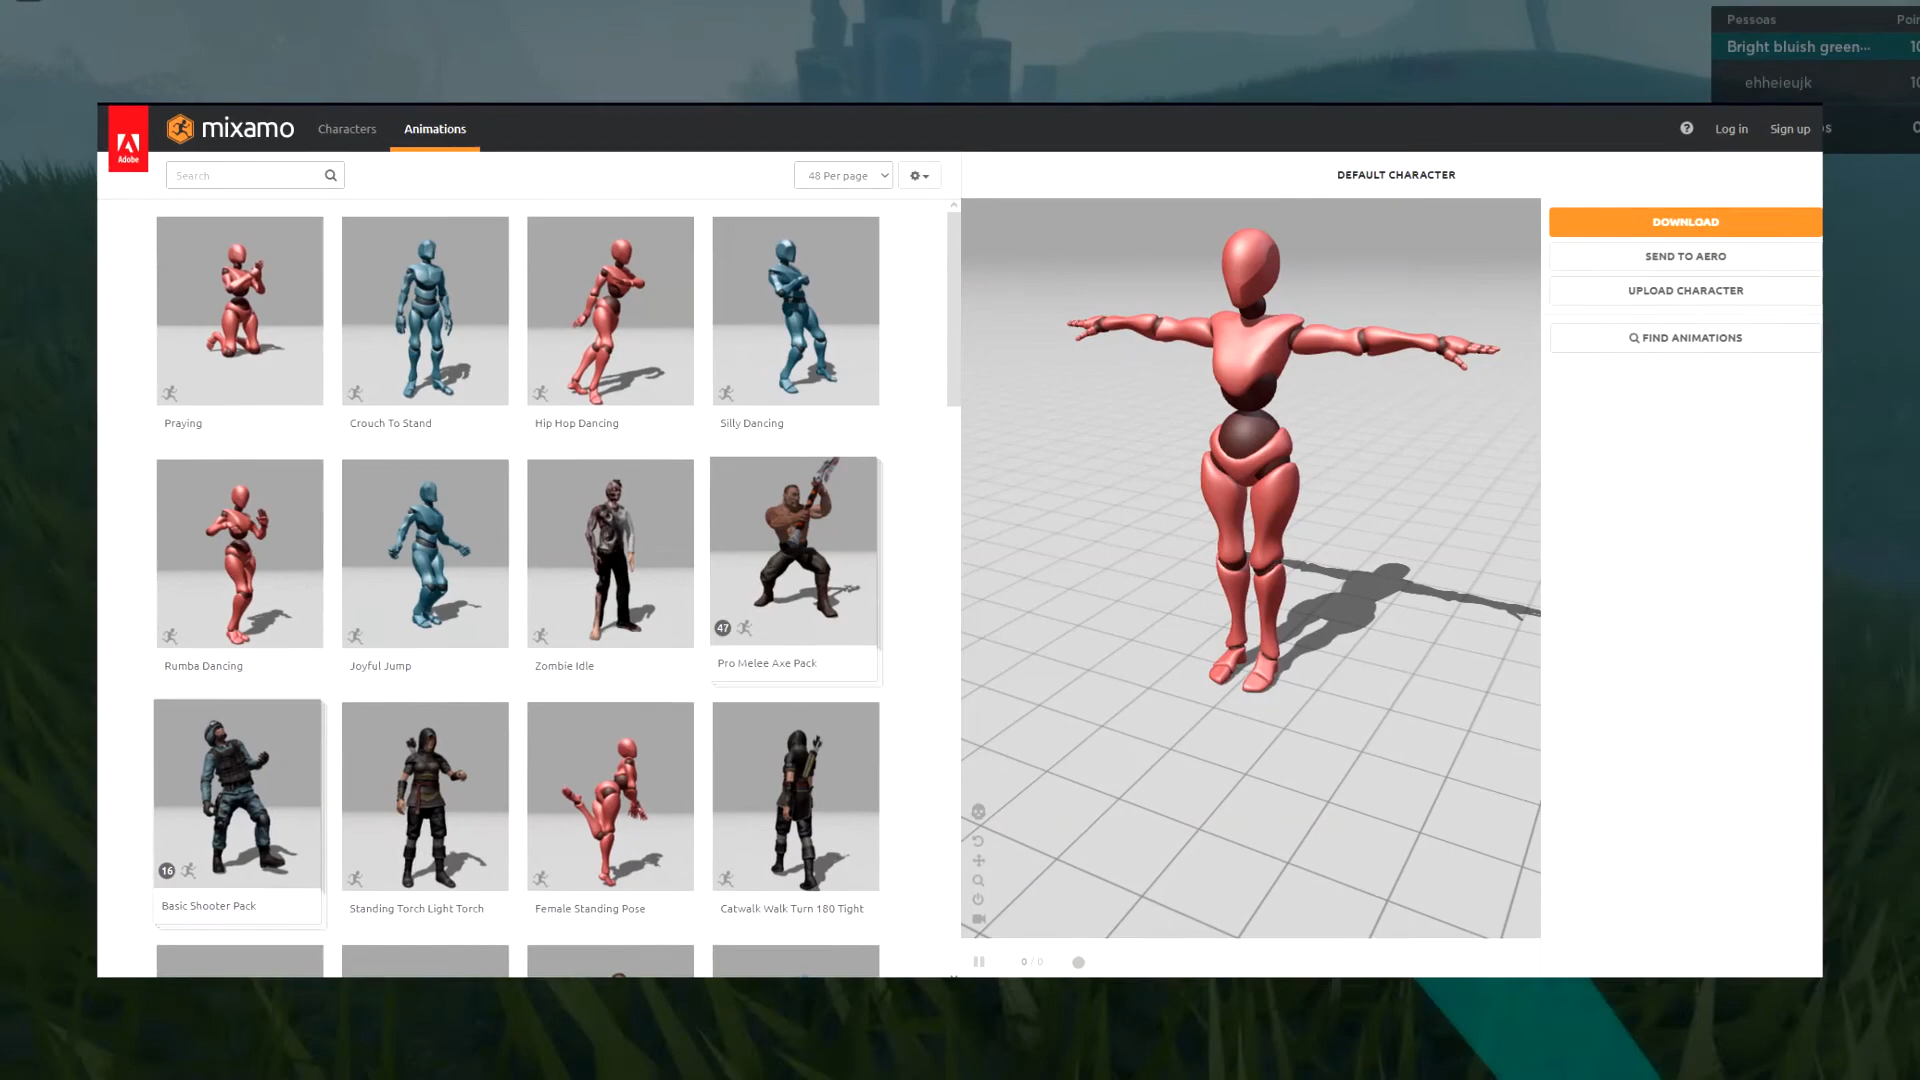 Pessoas
Bright bluish green...
ehheieujk
mixamo
Characters
Animations
Log in
Sign up
Adobe
Search
48 Per page
DEFAULT CHARACTER
DOWNLOAD
SEND TO AERO
UPLOAD CHARACTER
FIND ANIMATIONS
Praying
Crouch To Stand
Hip Hop Dancing
Silly Dancing
Rumba Dancing
Joyful Jump
Zombie Idle
47
Pro Melee Axe Pack
16
Basic Shooter Pack
Standing Torch Light Torch
Female Standing Pose
Catwalk Walk Turn 180 Tight
0 / 0